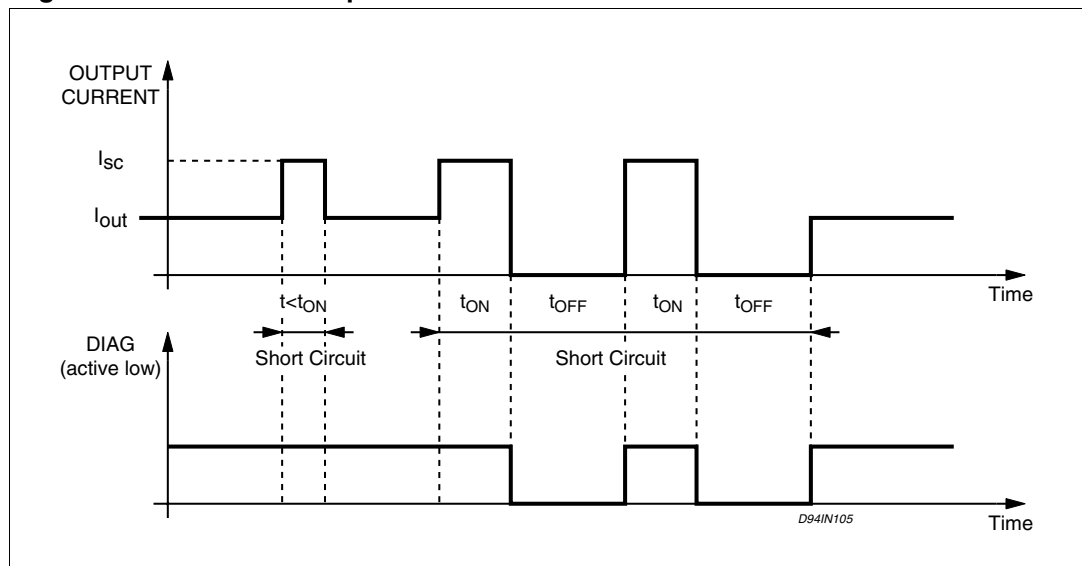 OUTPUT
CURRENT
Isc
Iout
Time
t<tON
tON
tOFF
tON
tOFF
DIAG
(active low)
Short Circuit
Short Circuit
D94IN105
Time